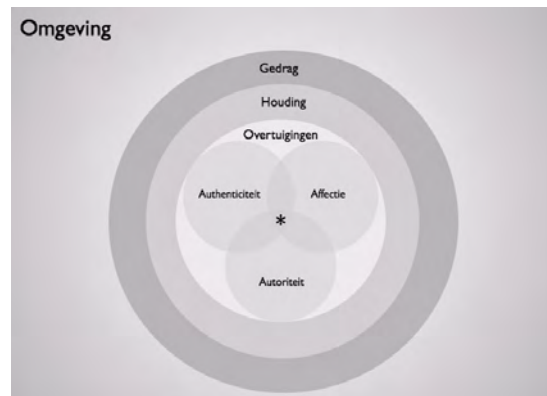 Omgeving
Gedrag
Houding
Overtuigingen
Authenticiteit Affectie
*
Autoriteit